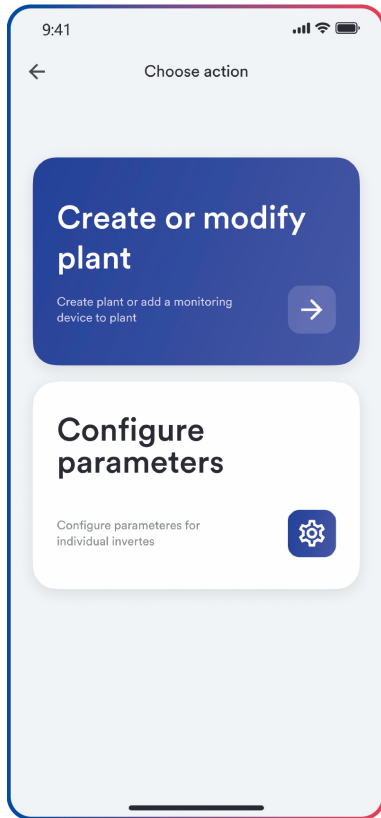 9:41
Choose action
Create or modify
plant
Create plant or add a monitoring
device to plant
Configure
parameters
Configure parameteres for
individual invertes